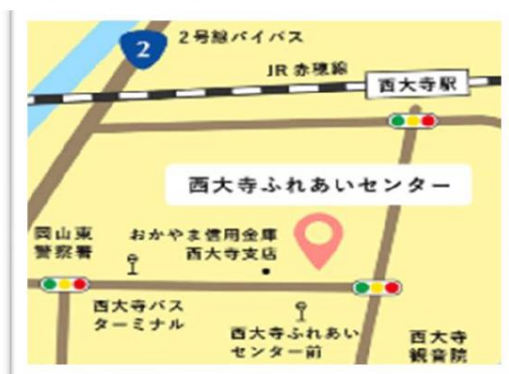 2号線バイパス
2
JR 赤穂線
西大寺駅
西大寺ふれあいセンター
岡山東
警察署
おかやま信用金庫
西大寺支店
西大寺バス
ターミナル
西大寺ふれあい
センター前
西大寺
観音院